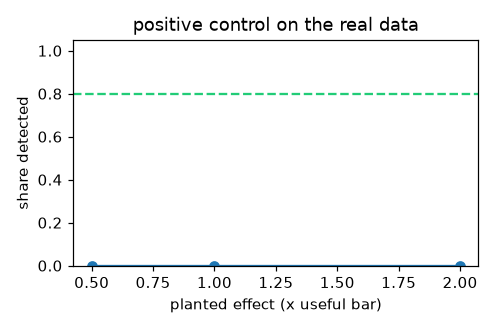 positive control on the real data
1.0
0.8
0.6
0.4
0.2
0.0
share detected
0.50 0.75 1.00 1.25 1.50 1.75 2.00
planted effect (x useful bar)